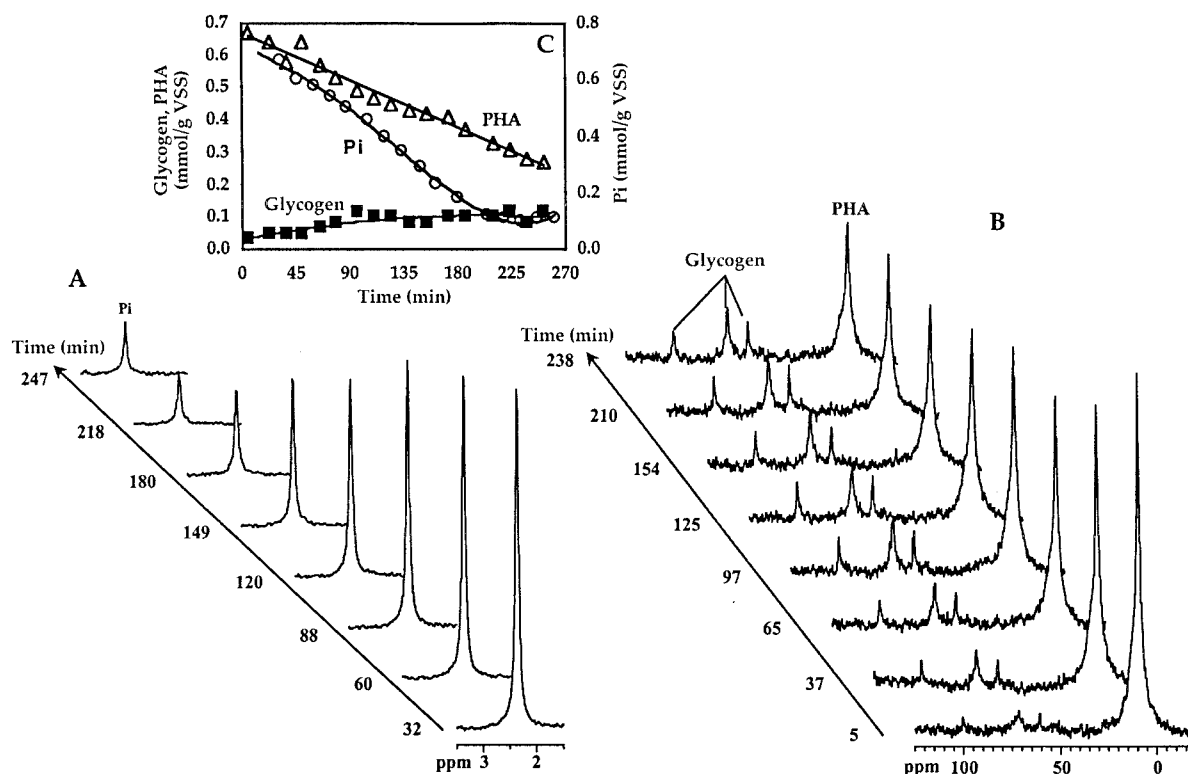 C
Glycogen, PHA
(mmol/g VSS)
0.7
0.6
0.5
0.4
0.3
0.2
0.1
0.0
0.8
0.6
0.4
0.2
0.0
Pi (mmol/g VSS)
PHA
Pi
Glycogen
0 45 90 135 180 225 270
Time (min)
A
Pi
Time (min)
247
218
180
149
120
88
60
32
ppm 3 2
B
PHA
Glycogen
Time (min)
238
210
154
125
97
65
37
5
ppm 100 50 0